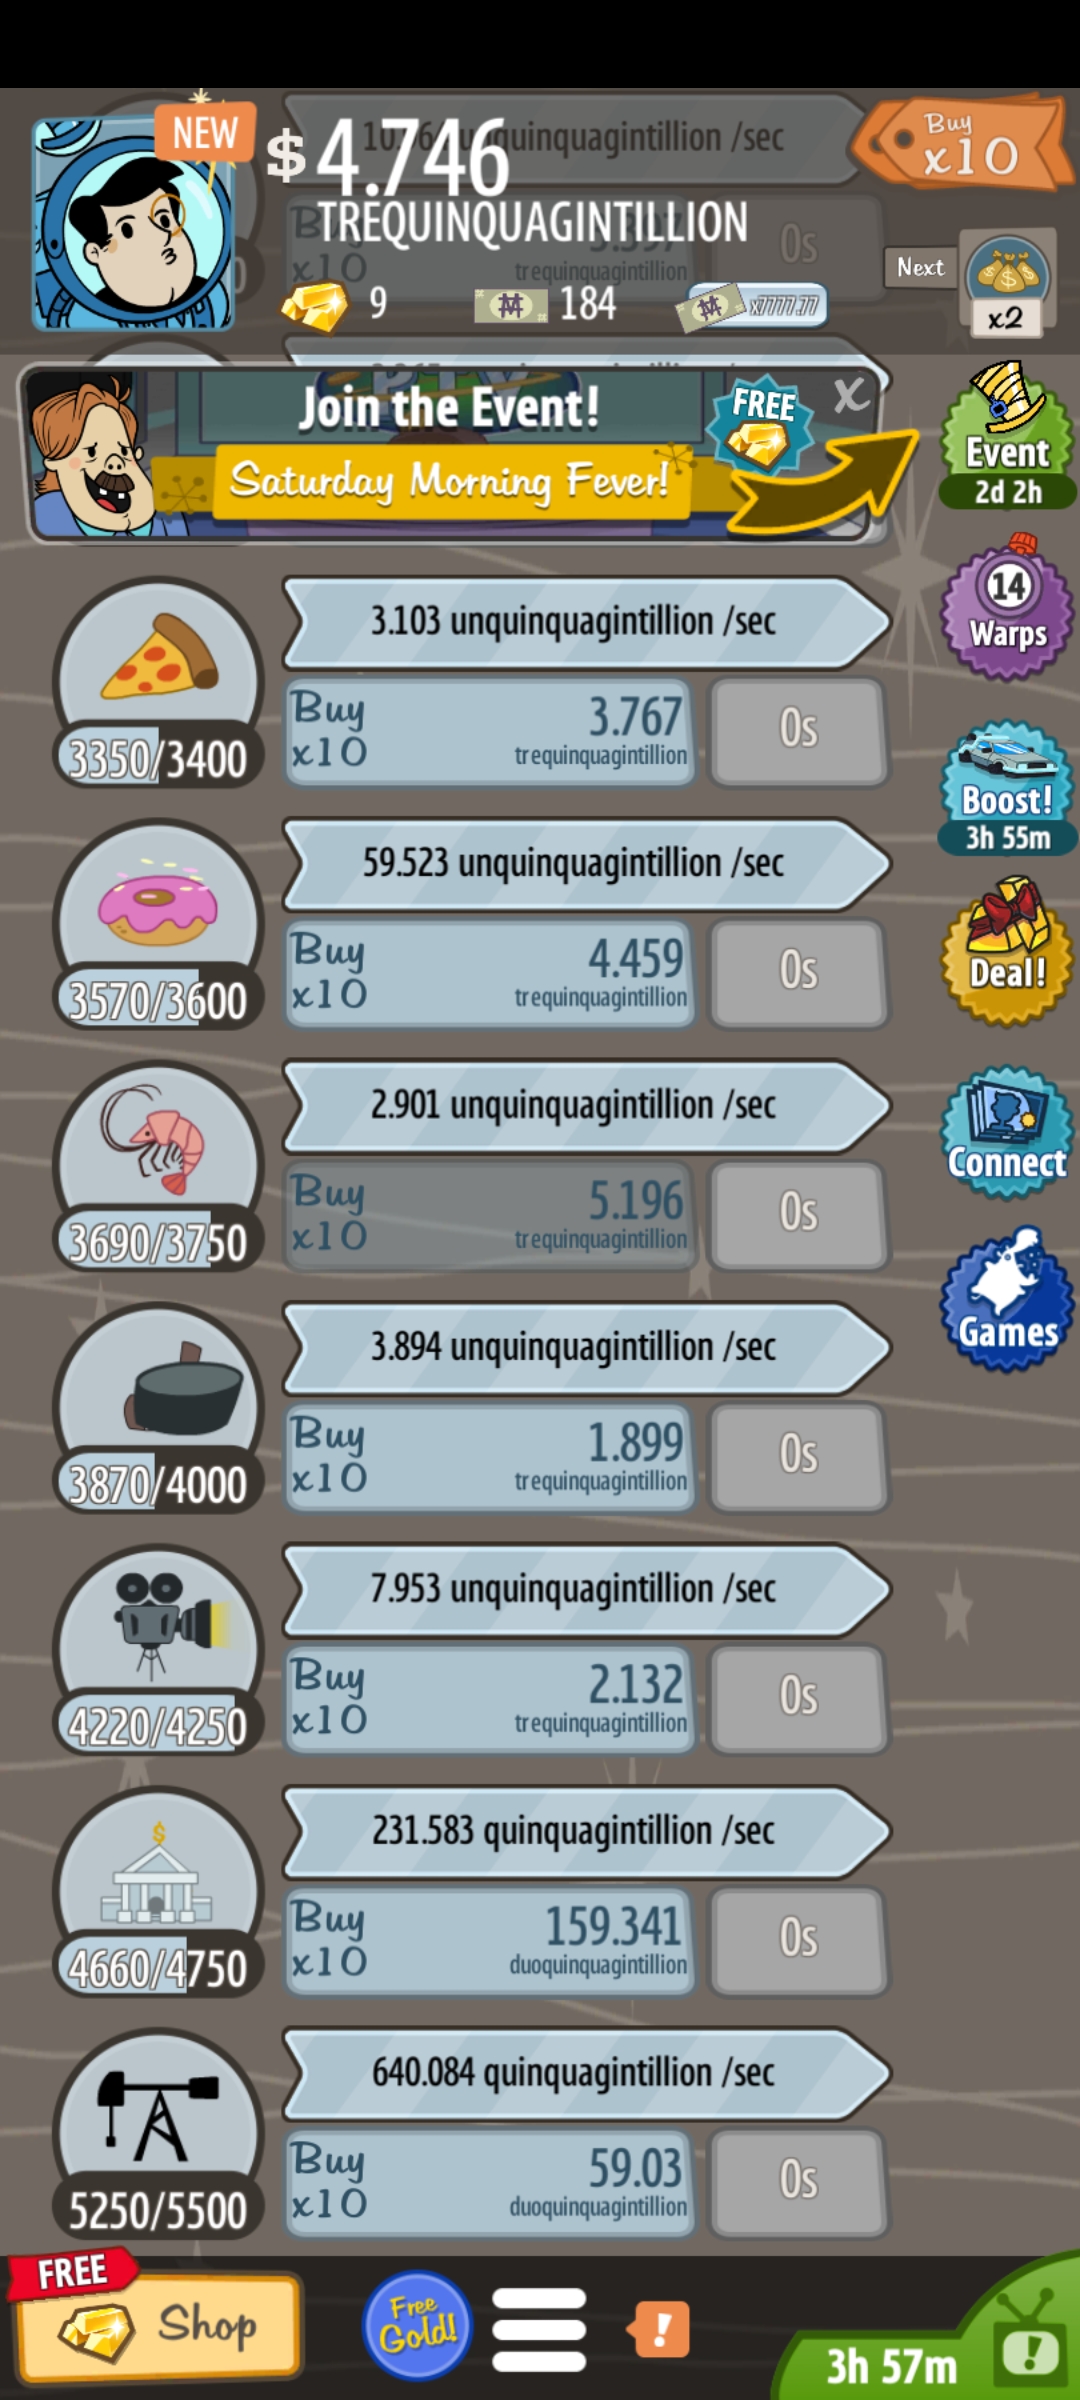 NEW
$ 4.746
TREQUINQUAGINTILLION
Buy
x10
/sec
Buy
x10
trequinquagintillion
0s
9
184
x7777.77
Next
x2
Join the Event!
Saturday Morning Fever!
FREE
X
Event
2d 2h
3.103 unquinquagintillion /sec
3350/3400
Buy
x10
3.767
trequinquagintillion
0s
14
Warps
59.523 unquinquagintillion /sec
3570/3600
Buy
x10
4.459
trequinquagintillion
0s
Boost!
3h 55m
Deal!
2.901 unquinquagintillion /sec
3690/3750
Buy
x10
5.196
trequinquagintillion
0s
Connect
Games
3.894 unquinquagintillion /sec
3870/4000
Buy
x10
1.899
trequinquagintillion
0s
7.953 unquinquagintillion /sec
4220/4250
Buy
x10
2.132
trequinquagintillion
0s
231.583 quinquagintillion /sec
$
4660/4750
Buy
x10
159.341
duoquinquagintillion
0s
640.084 quinquagintillion /sec
5250/5500
Buy
x10
59.03
duoquinquagintillion
0s
FREE
Shop
Free
Gold!
!
3h 57m
!